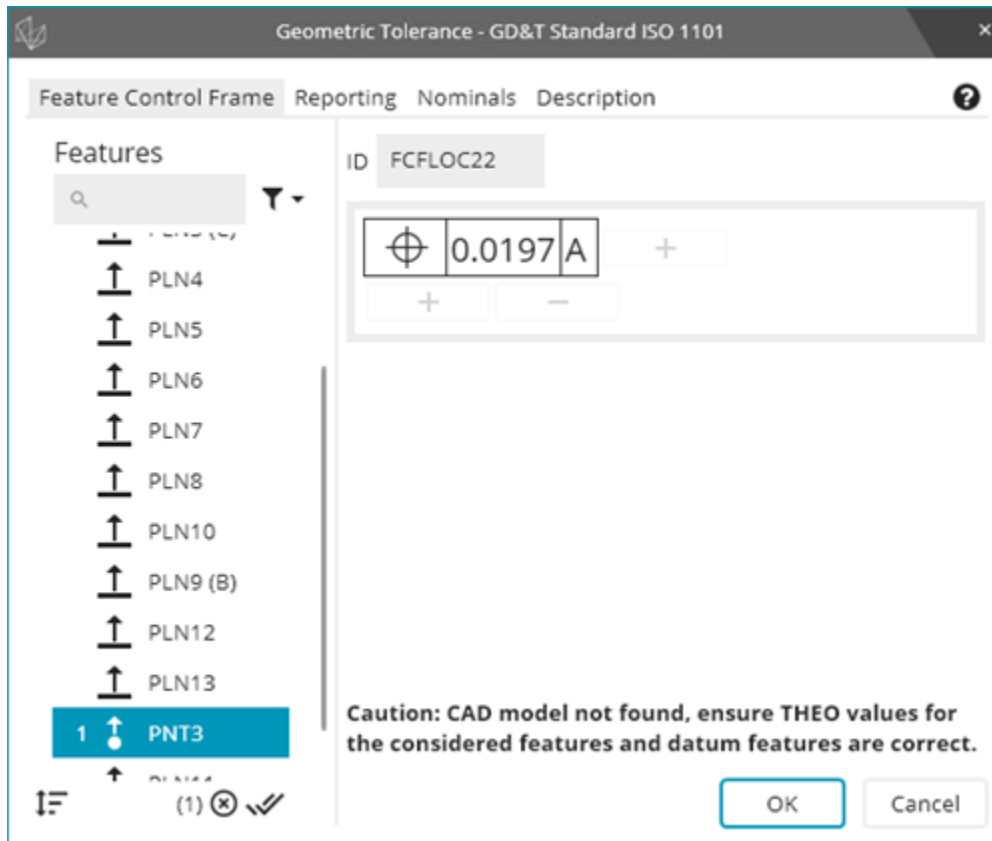 Geometric Tolerance - GD&T Standard ISO 1101
Feature Control Frame Reporting Nominals Description
Features
ID FCFLOC22
0.0197 A
PLN4
PLN5
PLN6
PLN7
PLN8
PLN10
PLN9 (B)
PLN12
PLN13
1 PNT3
Caution: CAD model not found, ensure THEO values for
the considered features and datum features are correct.
(1)
OK Cancel